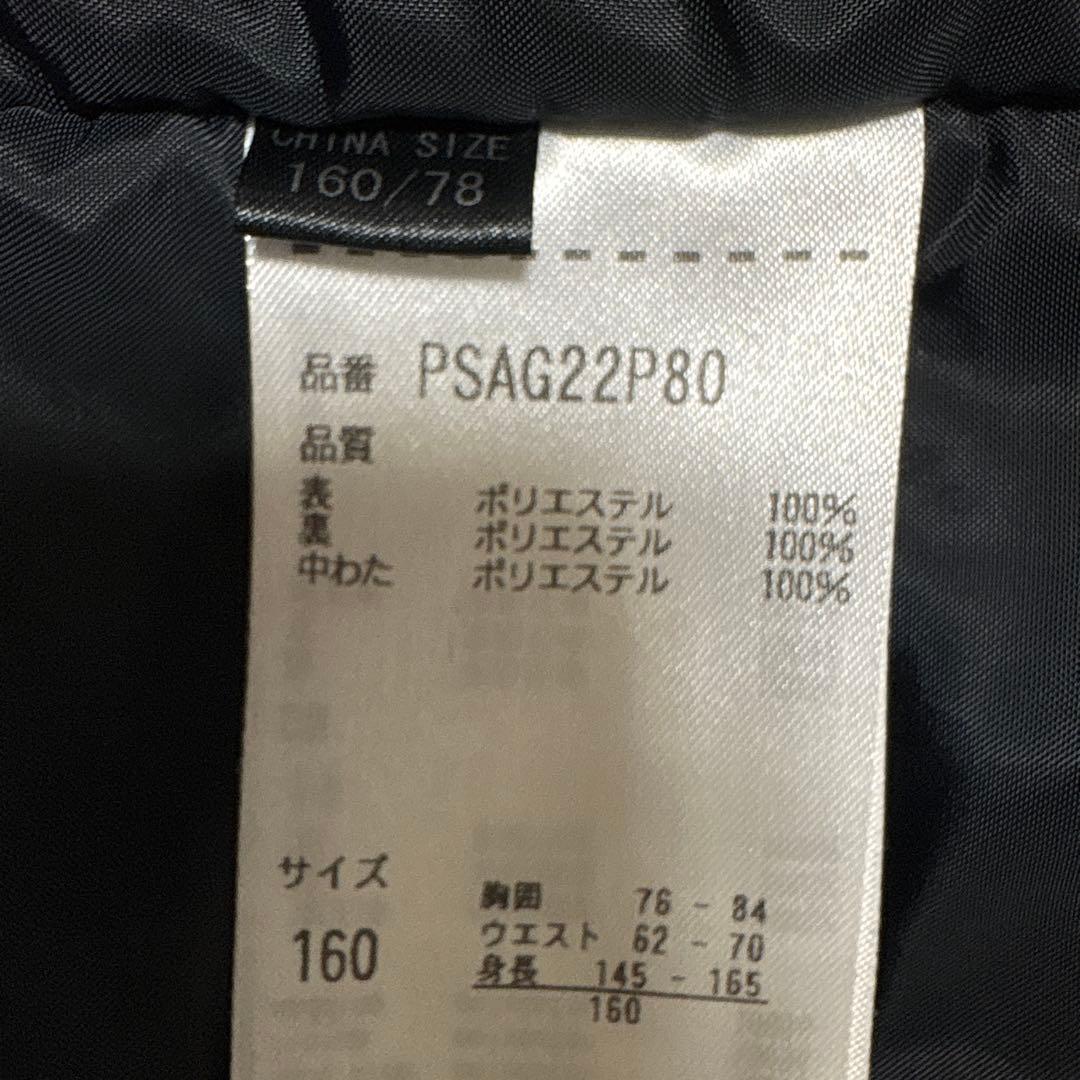 CHINA SIZE
160/78
品番 PSAG22P80
品質
表 ポリエステル 100%
裏 ポリエステル 100%
中わた ポリエステル 100%
サイズ
160
胸囲 76 - 84
ウエスト 62 - 70
身長 145 - 165
160